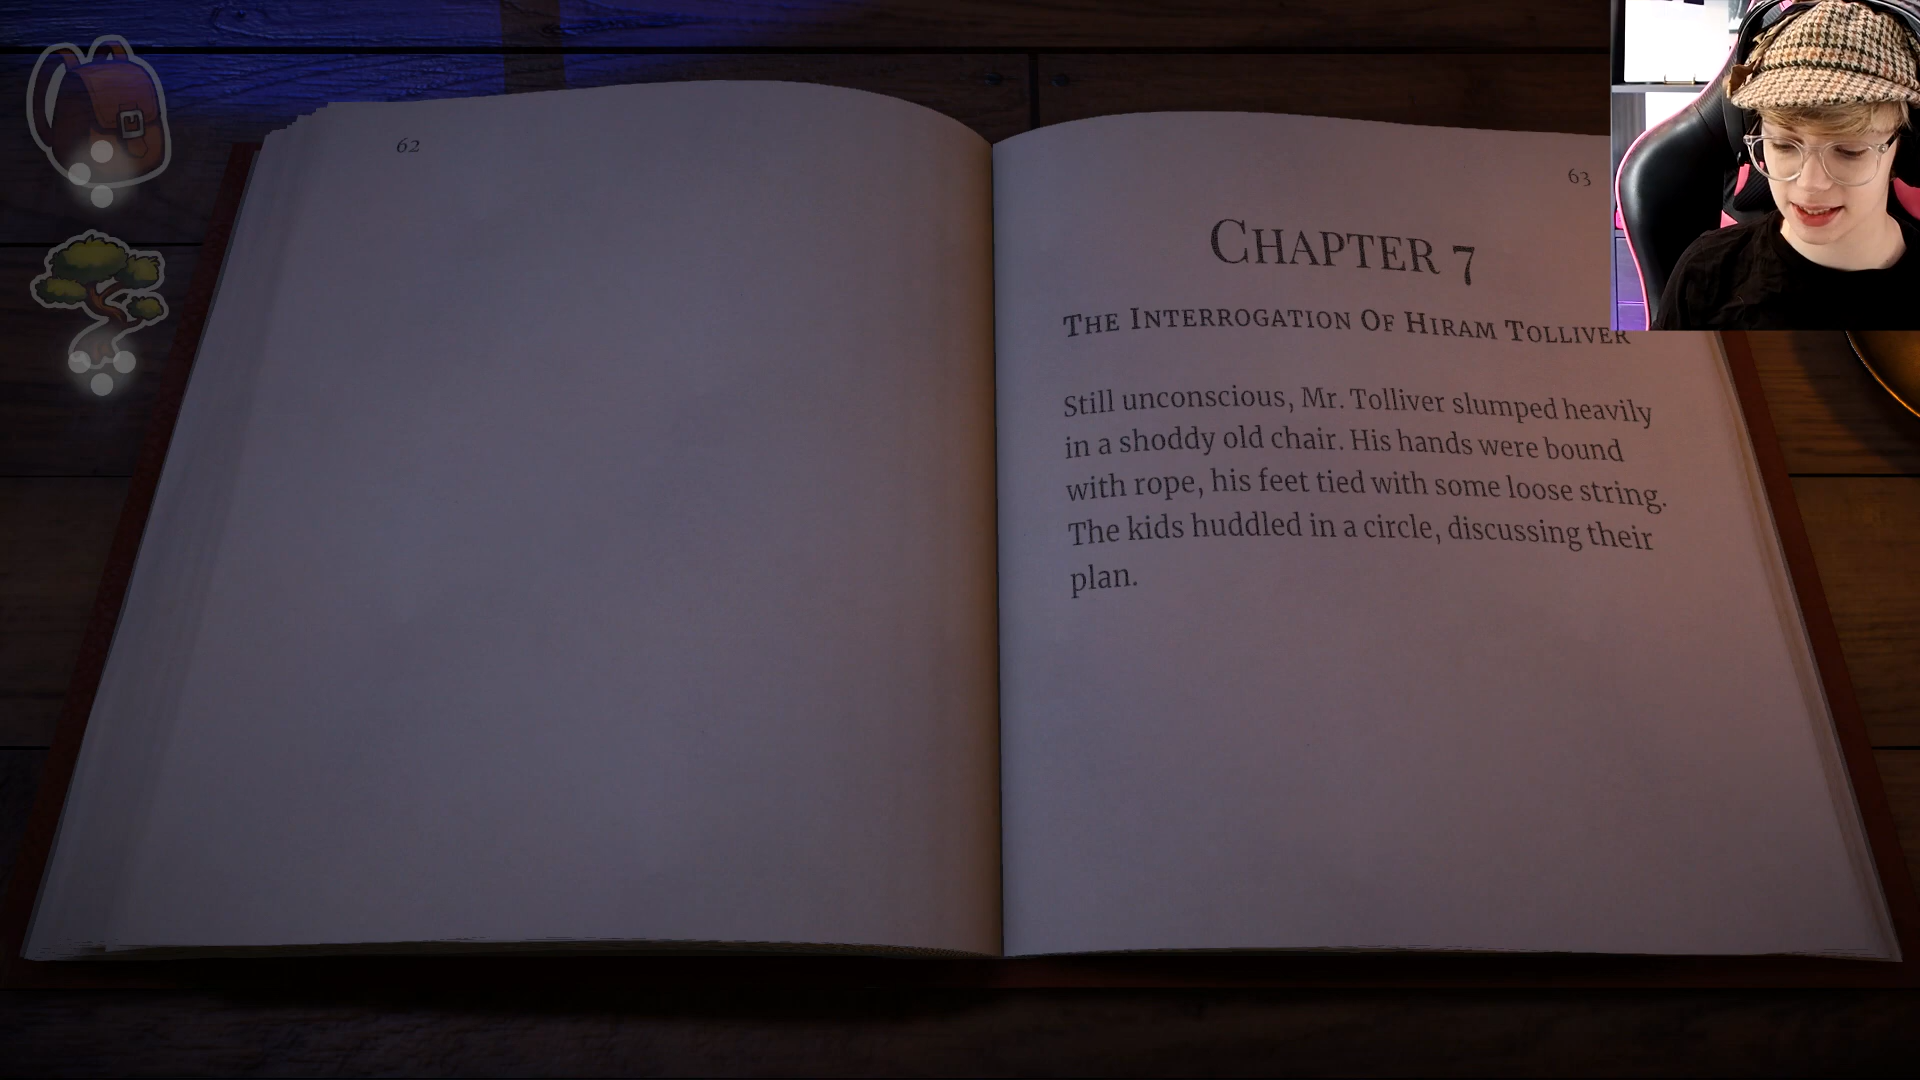 62
63
CHAPTER 7
THE INTERROGATION OF HIRAM TOLLIVER
Still unconscious, Mr. Tolliver slumped heavily
in a shoddy old chair. His hands were bound
with rope, his feet tied with some loose string.
The kids huddled in a circle, discussing their
plan.